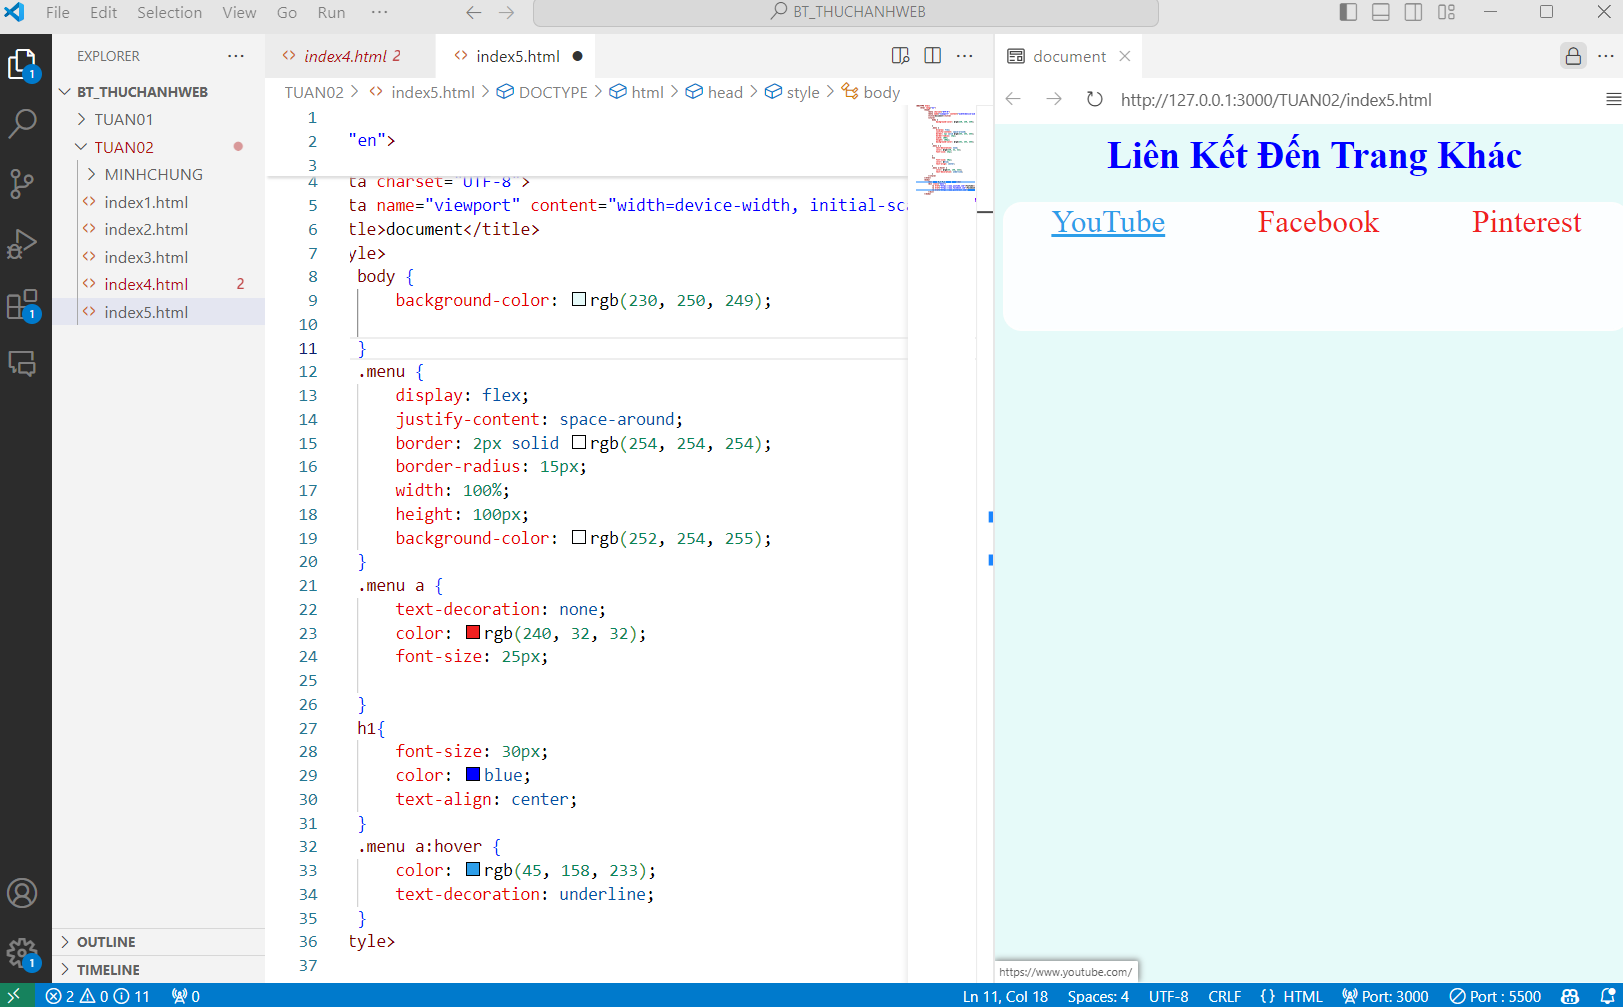 File Edit Selection View Go Run ··· BT_THUCHANHWEB
EXPLORER ···
BT_THUCHANHWEB
TUAN01
TUAN02
MINHCHUNG
index1.html
index2.html
index3.html
index4.html 2
index5.html
OUTLINE
TIMELINE
1
1
1
index4.html 2
index5.html
TUAN02 > index5.html > DOCTYPE > html > head > style > body
1
2 "en">
3
4 ta charset="UTF-8">
5 ta name="viewport" content="width=device-width, initial-sca
6 tle>document</title>
7 yle>
8 body {
9 background-color: rgb(230, 250, 249);
10
11 }
12 .menu {
13 display: flex;
14 justify-content: space-around;
15 border: 2px solid rgb(254, 254, 254);
16 border-radius: 15px;
17 width: 100%;
18 height: 100px;
19 background-color: rgb(252, 254, 255);
20 }
21 .menu a {
22 text-decoration: none;
23 color: rgb(240, 32, 32);
24 font-size: 25px;
25
26 }
27 h1{
28 font-size: 30px;
29 color: blue;
30 text-align: center;
31 }
32 .menu a:hover {
33 color: rgb(45, 158, 233);
34 text-decoration: underline;
35 }
36 tyle>
37
document
http://127.0.0.1:3000/TUAN02/index5.html
Liên Kết Đến Trang Khác
YouTube Facebook Pinterest
https://www.youtube.com/
2 0 11 0 Ln 11, Col 18 Spaces: 4 UTF-8 CRLF {} HTML Port: 3000 Port : 5500